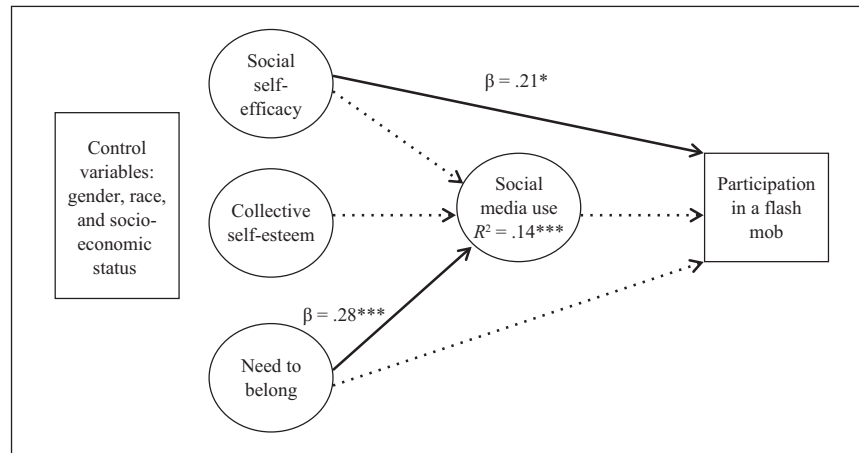 Social
self-
efficacy
β = .21*
Control
variables:
gender, race,
and socio-
economic
status
Collective
self-esteem
Social
media use
R² = .14***
Participation
in a flash
mob
β = .28***
Need to
belong